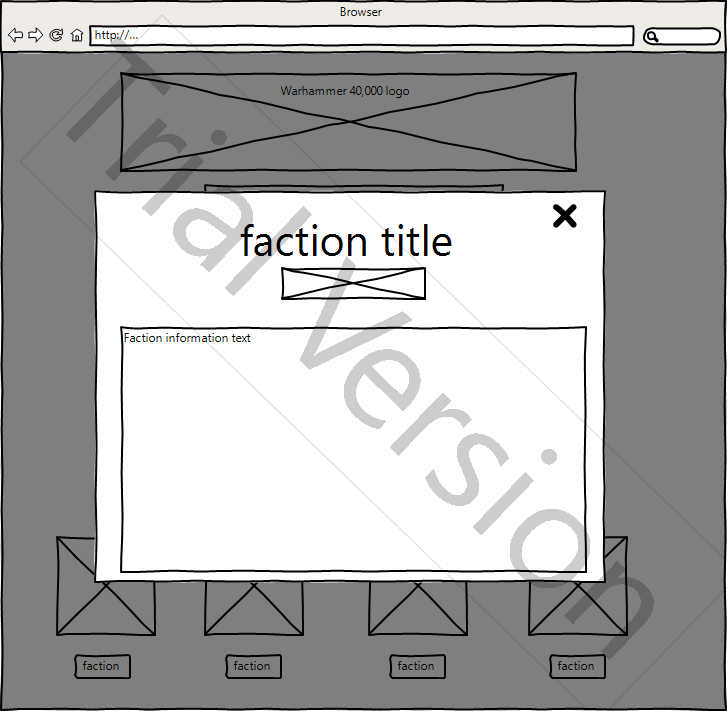 Browser
http://...
Warhammer 40,000 logo
faction title
Faction information text
Trial Version
faction
faction
faction
faction